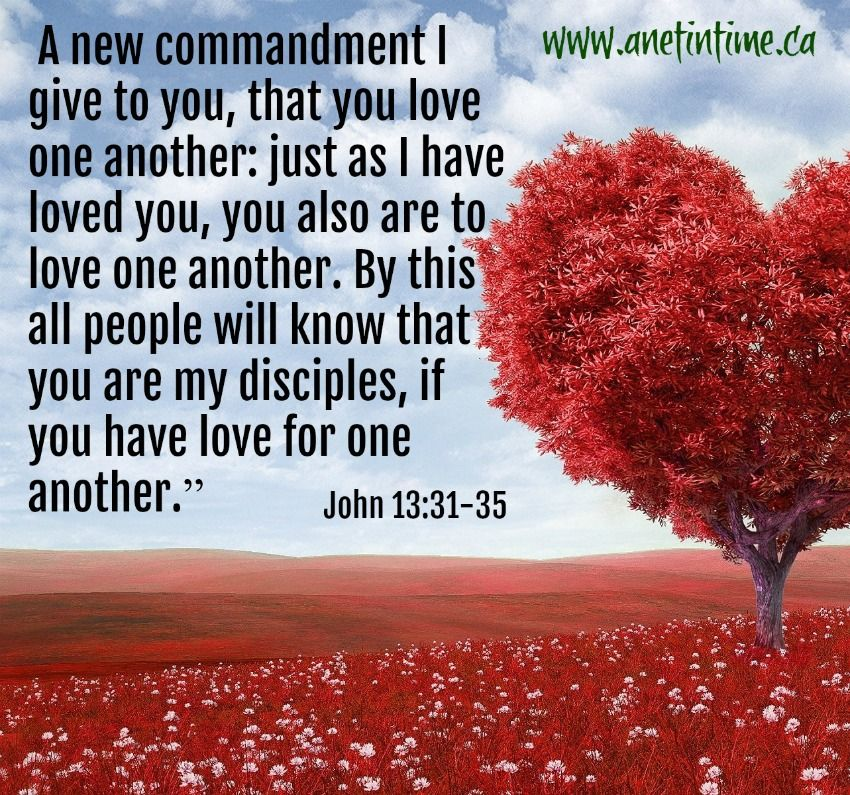 www.anetintime.ca
A new commandment I
give to you, that you love
one another: just as I have
loved you, you also are to
love one another. By this
all people will know that
you are my disciples, if
you have love for one
another.”
John 13:31-35